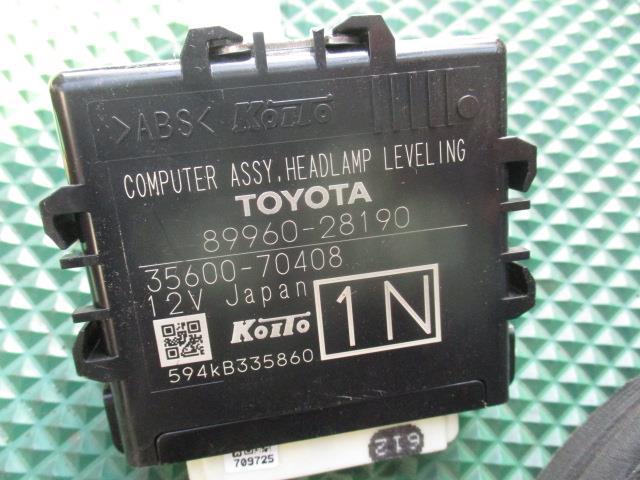 >ABS< KOITO
COMPUTER ASSY, HEADLAMP LEVELING
TOYOTA
89960-28190
35600-70408
12V Japan
KOITO 1N
594kB335860
709725
612